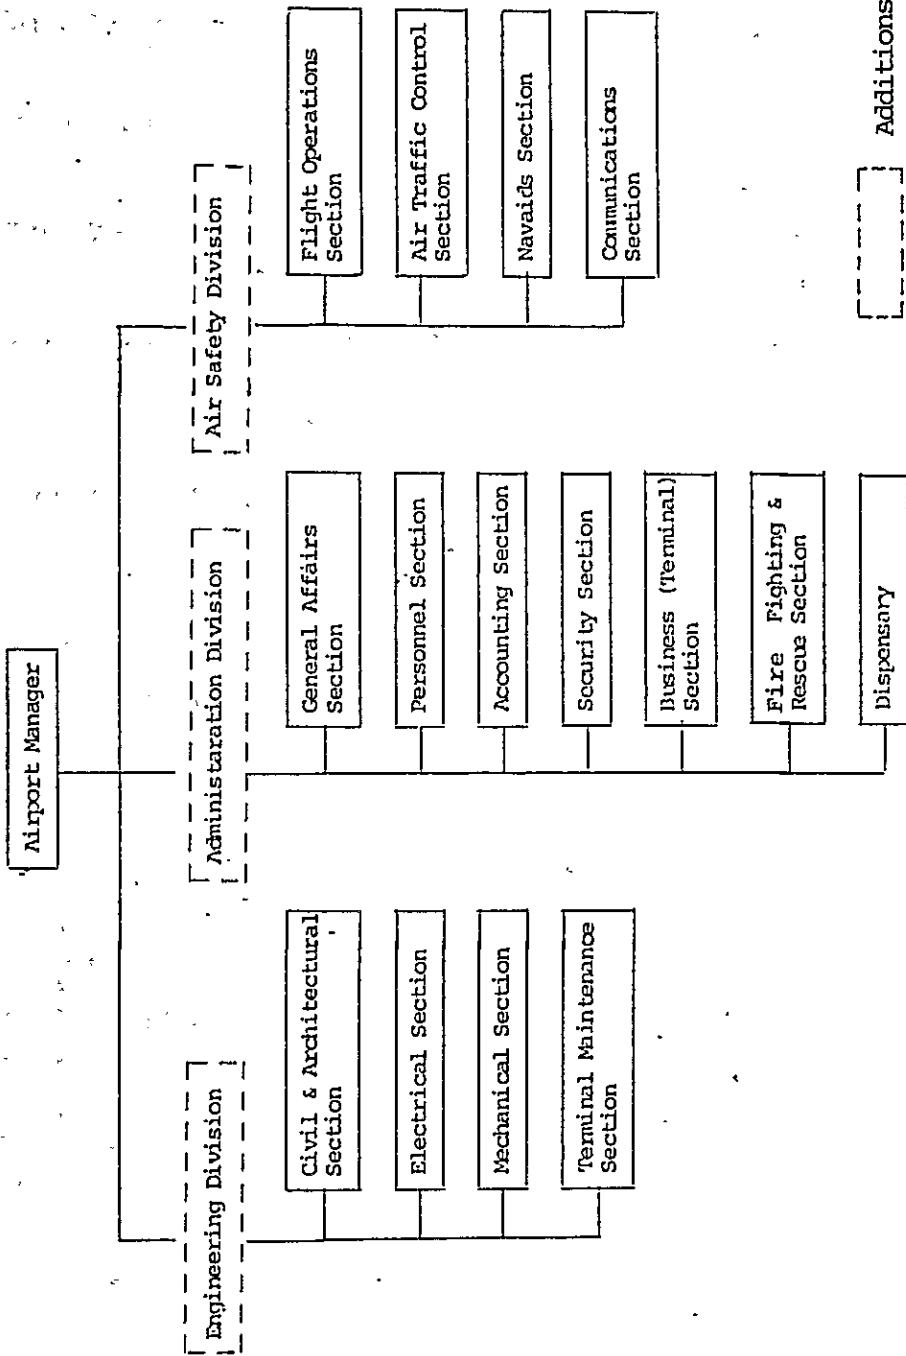 Airport Manager
Engineering Division
Administaration Division
Air Safety Division
Civil & Architectural
Section
Electrical Section
Mechanical Section
Terminal Maintenance
Section
General Affairs
Section
Personnel Section
Accounting Section
Security Section
Business (Terminal)
Section
Fire Fighting &
Rescue Section
Dispensary
Flight Operations
Section
Air Traffic Control
Section
Navaids Section
Communications
Section
Additions